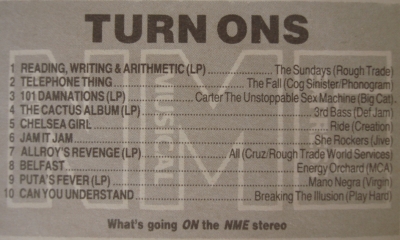 TURN ONS
1 READING, WRITING & ARITHMETIC (LP) The Sundays (Rough Trade)
2 TELEPHONE THING The Fall (Cog Sinister/Phonogram)
3 101 DAMNATIONS (LP) Carter The Unstoppable Sex Machine (Big Cat)
4 THE CACTUS ALBUM (LP) 3rd Bass (Def Jam)
5 CHELSEA GIRL Ride (Creation)
6 JAM IT JAM She Rockers (Jive)
7 ALLROY'S REVENGE (LP) All (Cruz/Rough Trade World Services)
8 BELFAST Energy Orchard (MCA)
9 PUTA'S FEVER (LP) Mano Negra (Virgin)
10 CAN YOU UNDERSTAND Breaking The Illusion (Play Hard)
What's going ON the NME stereo
NME
MUSICAL